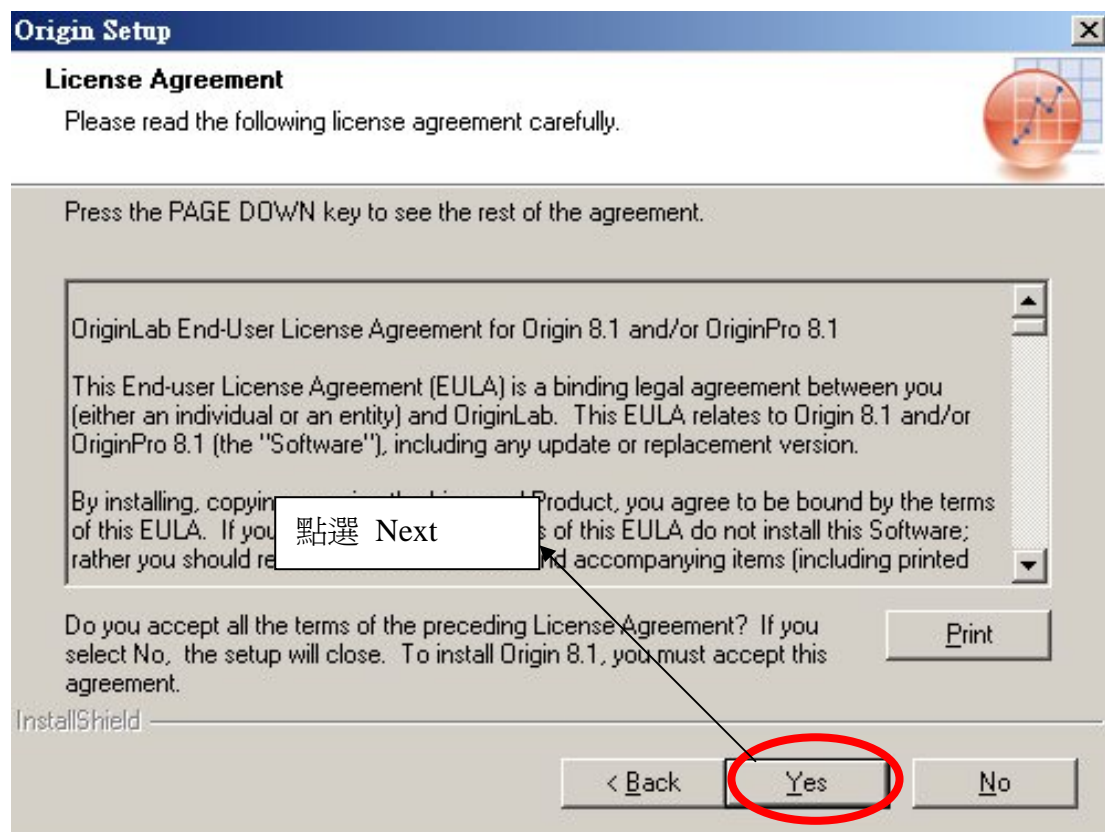 Origin Setup
License Agreement
Please read the following license agreement carefully.
Press the PAGE DOWN key to see the rest of the agreement.
OriginLab End-User License Agreement for Origin 8.1 and/or OriginPro 8.1
This End-user License Agreement (EULA) is a binding legal agreement between you
(either an individual or an entity) and OriginLab. This EULA relates to Origin 8.1 and/or
OriginPro 8.1 (the "Software"), including any update or replacement version.
By installing, Product, you agree to be bound by the terms
of this EULA. If you s of this EULA do not install this Software;
rather you should accompanying items (including printed
點選 Next
Do you accept all the terms of the preceding License Agreement? If you
select No, the setup will close. To install Origin 8.1, you must accept this
agreement.
Print
InstallShield
< Back
Yes
No